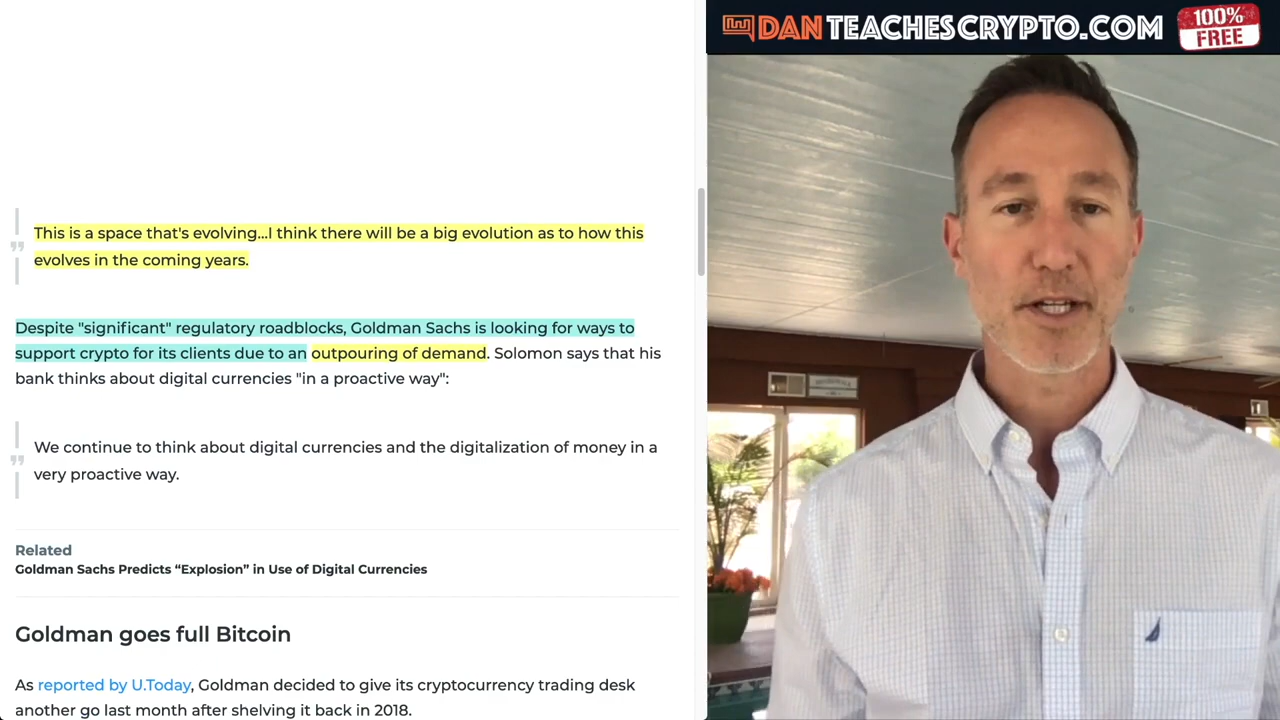 This is a space that's evolving...I think there will be a big evolution as to how this
evolves in the coming years.
Despite "significant" regulatory roadblocks, Goldman Sachs is looking for ways to
support crypto for its clients due to an outpouring of demand. Solomon says that his
bank thinks about digital currencies "in a proactive way":
We continue to think about digital currencies and the digitalization of money in a
very proactive way.
Related
Goldman Sachs Predicts “Explosion” in Use of Digital Currencies
Goldman goes full Bitcoin
As reported by U.Today, Goldman decided to give its cryptocurrency trading desk
another go last month after shelving it back in 2018.
DANTEACHESCRYPTO.COM
100%
FREE